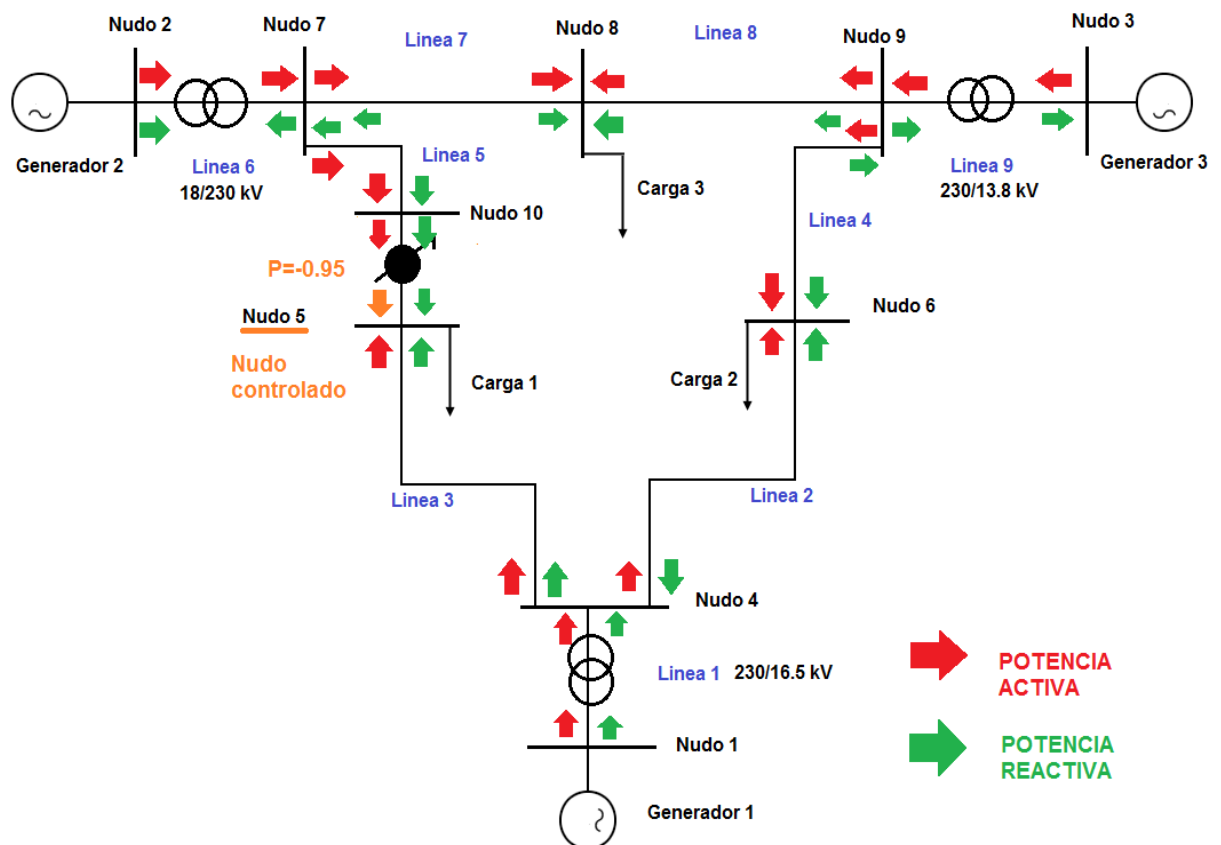 Nudo 2
Nudo 7
Linea 7
Nudo 8
Linea 8
Nudo 9
Nudo 3
Generador 2
Linea 6
18/230 kV
Linea 5
Carga 3
Linea 9
230/13.8 kV
Generador 3
Nudo 10
Linea 4
P=-0.95
Nudo 5
Nudo 6
Nudo
controlado
Carga 1
Carga 2
Linea 3
Linea 2
Nudo 4
Linea 1 230/16.5 kV
POTENCIA
ACTIVA
Nudo 1
POTENCIA
REACTIVA
Generador 1